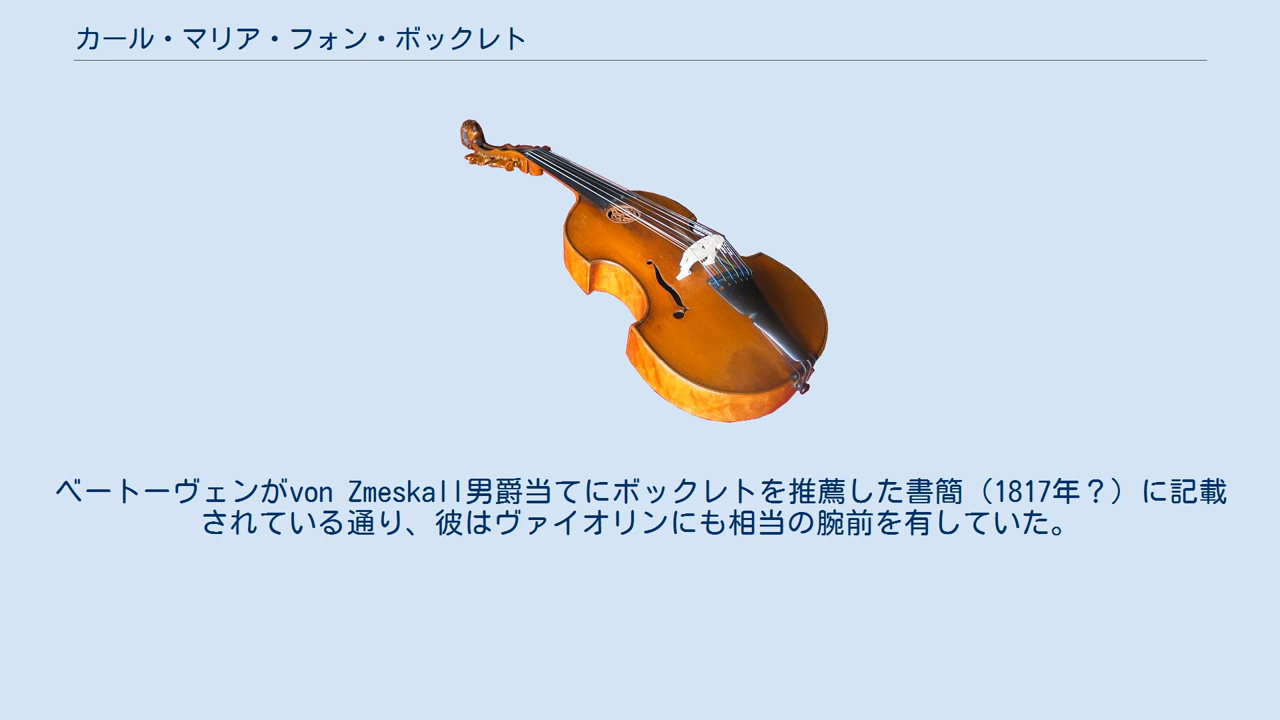 カール・マリア・フォン・ボックレト
ベートーヴェンがvon Zmeskall男爵当てにボックレトを推薦した書簡（1817年？）に記載
されている通り、彼はヴァイオリンにも相当の腕前を有していた。